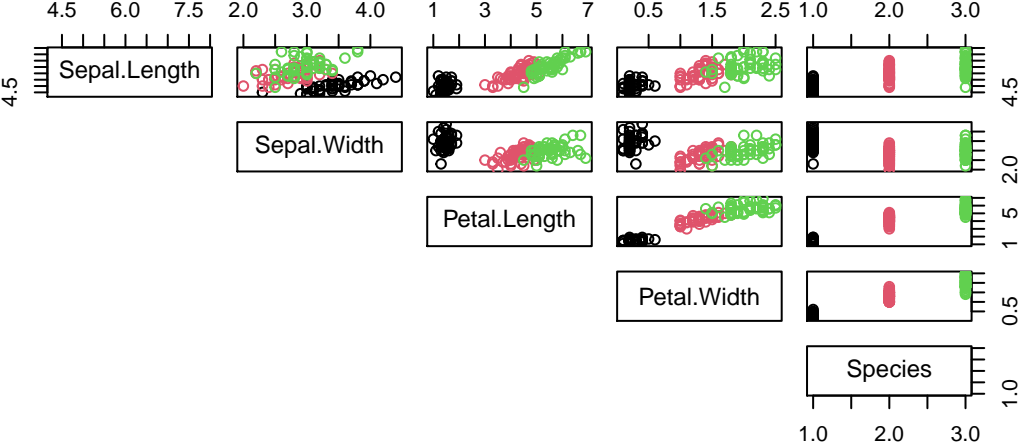 4.5 6.0 7.5 2.0 3.0 4.0 1 3 5 7 0.5 1.5 2.5 1.0 2.0 3.0
4.5 Sepal.Length 4.5
Sepal.Width 2.0
Petal.Length 1 5
Petal.Width 0.5
Species 1.0
1.0 2.0 3.0